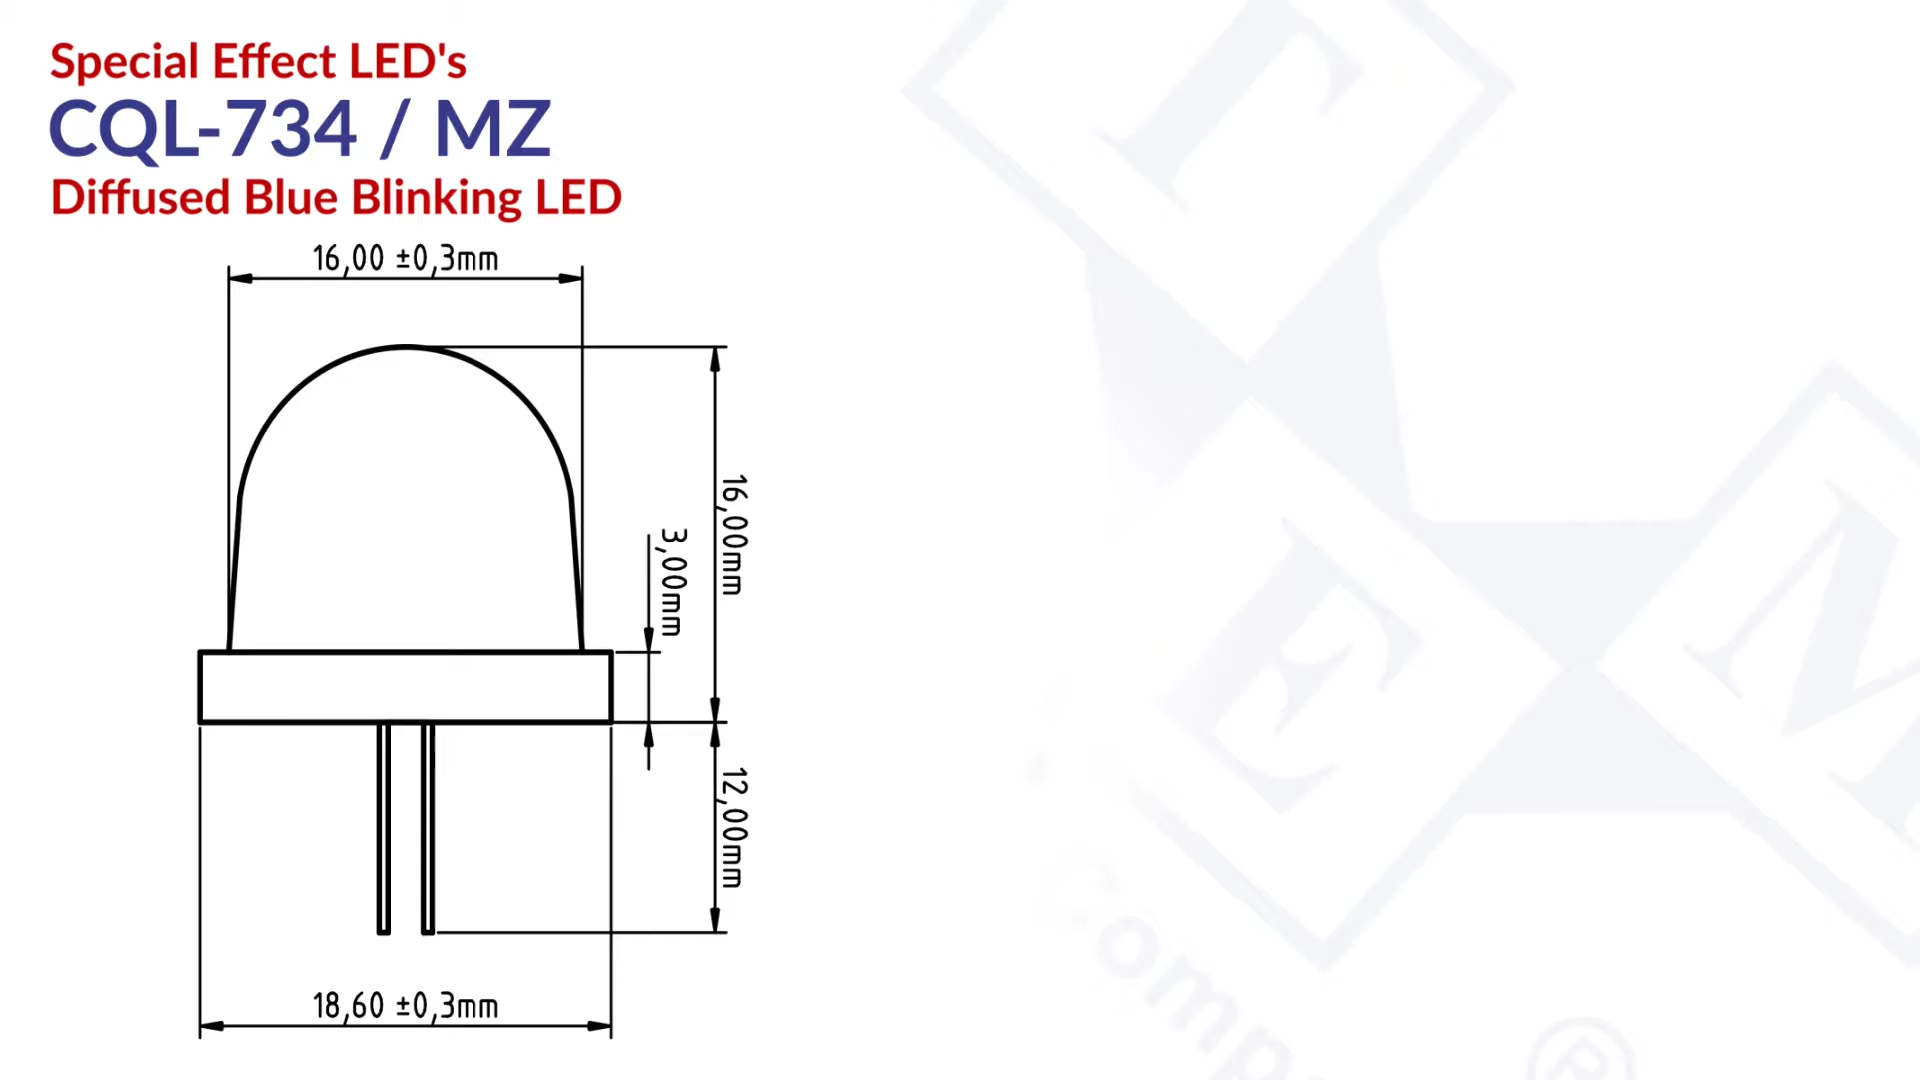 Special Effect LED's
CQL-734 / MZ
Diffused Blue Blinking LED
16,00 ±0,3mm
16,00mm
3,00mm
12,00mm
18,60 ±0,3mm
T
E
M
Comp
®